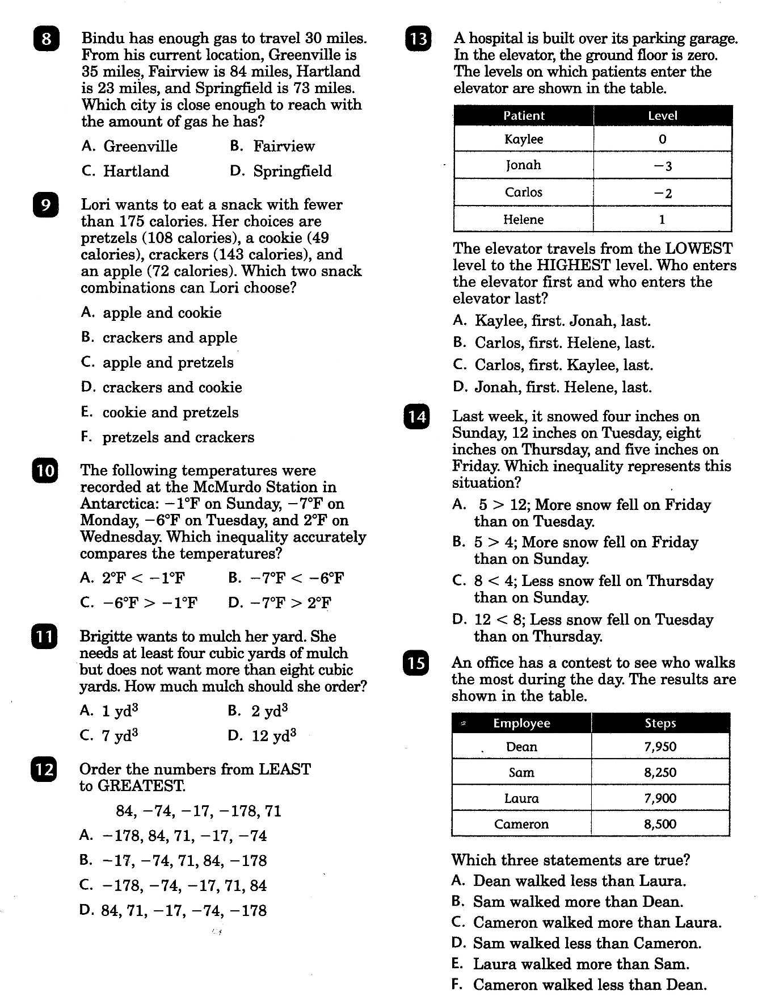 8
Bindu has enough gas to travel 30 miles.
From his current location, Greenville is
35 miles, Fairview is 84 miles, Hartland
is 23 miles, and Springfield is 73 miles.
Which city is close enough to reach with
the amount of gas he has?
A. Greenville
B. Fairview
C. Hartland
D. Springfield
9
Lori wants to eat a snack with fewer
than 175 calories. Her choices are
pretzels (108 calories), a cookie (49
calories), crackers (143 calories), and
an apple (72 calories). Which two snack
combinations can Lori choose?
A. apple and cookie
B. crackers and apple
C. apple and pretzels
D. crackers and cookie
E. cookie and pretzels
F. pretzels and crackers
10
The following temperatures were
recorded at the McMurdo Station in
Antarctica: −1°F on Sunday, −7°F on
Monday, −6°F on Tuesday, and 2°F on
Wednesday. Which inequality accurately
compares the temperatures?
A. 2°F < −1°F
B. −7°F < −6°F
C. −6°F > −1°F
D. −7°F > 2°F
11
Brigitte wants to mulch her yard. She
needs at least four cubic yards of mulch
but does not want more than eight cubic
yards. How much mulch should she order?
A. 1 yd³
B. 2 yd³
C. 7 yd³
D. 12 yd³
12
Order the numbers from LEAST
to GREATEST.
84, −74, −17, −178, 71
A. −178, 84, 71, −17, −74
B. −17, −74, 71, 84, −178
C. −178, −74, −17, 71, 84
D. 84, 71, −17, −74, −178
13
A hospital is built over its parking garage.
In the elevator, the ground floor is zero.
The levels on which patients enter the
elevator are shown in the table.
Patient Level
Kaylee 0
Jonah −3
Carlos −2
Helene 1
The elevator travels from the LOWEST
level to the HIGHEST level. Who enters
the elevator first and who enters the
elevator last?
A. Kaylee, first. Jonah, last.
B. Carlos, first. Helene, last.
C. Carlos, first. Kaylee, last.
D. Jonah, first. Helene, last.
14
Last week, it snowed four inches on
Sunday, 12 inches on Tuesday, eight
inches on Thursday, and five inches on
Friday. Which inequality represents this
situation?
A. 5 > 12; More snow fell on Friday
than on Tuesday.
B. 5 > 4; More snow fell on Friday
than on Sunday.
C. 8 < 4; Less snow fell on Thursday
than on Sunday.
D. 12 < 8; Less snow fell on Tuesday
than on Thursday.
15
An office has a contest to see who walks
the most during the day. The results are
shown in the table.
Employee Steps
Dean 7,950
Sam 8,250
Laura 7,900
Cameron 8,500
Which three statements are true?
A. Dean walked less than Laura.
B. Sam walked more than Dean.
C. Cameron walked more than Laura.
D. Sam walked less than Cameron.
E. Laura walked more than Sam.
F. Cameron walked less than Dean.